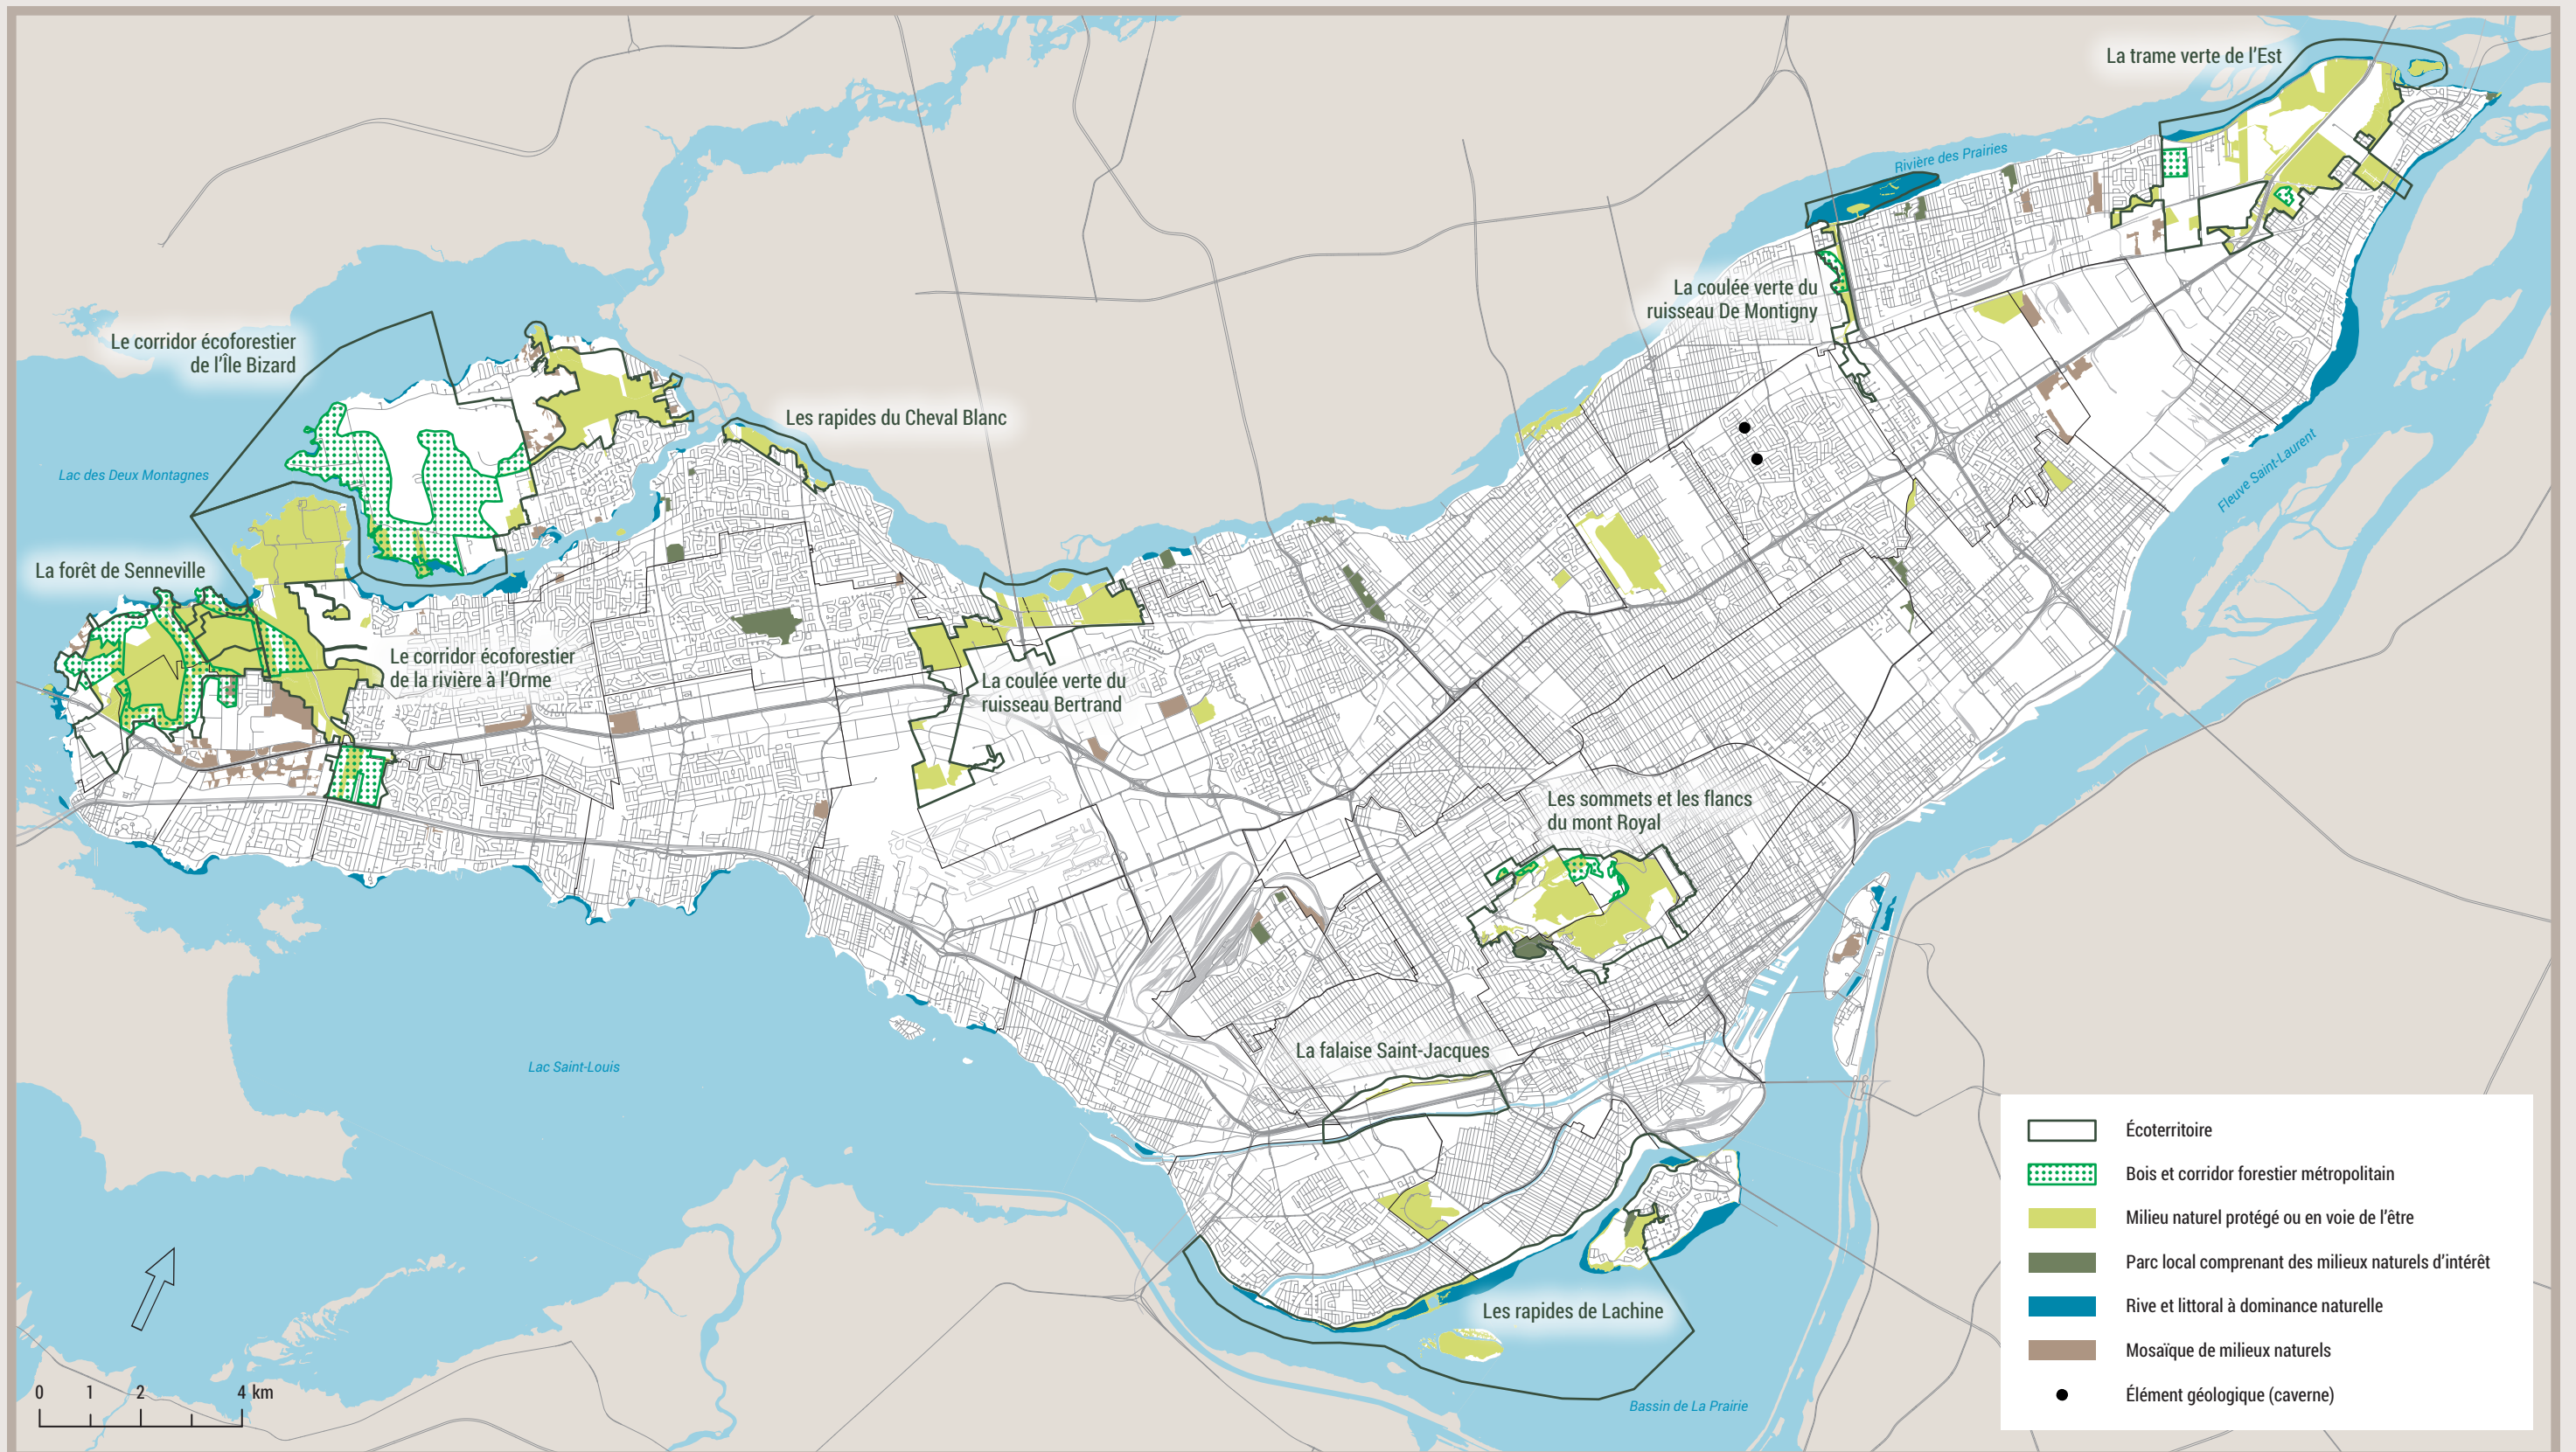 La trame verte de l'Est
Rivière des Prairies
La coulée verte du
ruisseau De Montigny
Le corridor écoforestier
de l'Île Bizard
Les rapides du Cheval Blanc
Lac des Deux Montagnes
Fleuve Saint-Laurent
La forêt de Senneville
Le corridor écoforestier
de la rivière à l'Orme
La coulée verte du
ruisseau Bertrand
Les sommets et les flancs
du mont Royal
La falaise Saint-Jacques
Lac Saint-Louis
Les rapides de Lachine
Bassin de La Prairie
0 1 2 4 km
Écoterritoire
Bois et corridor forestier métropolitain
Milieu naturel protégé ou en voie de l'être
Parc local comprenant des milieux naturels d'intérêt
Rive et littoral à dominance naturelle
Mosaïque de milieux naturels
Élément géologique (caverne)